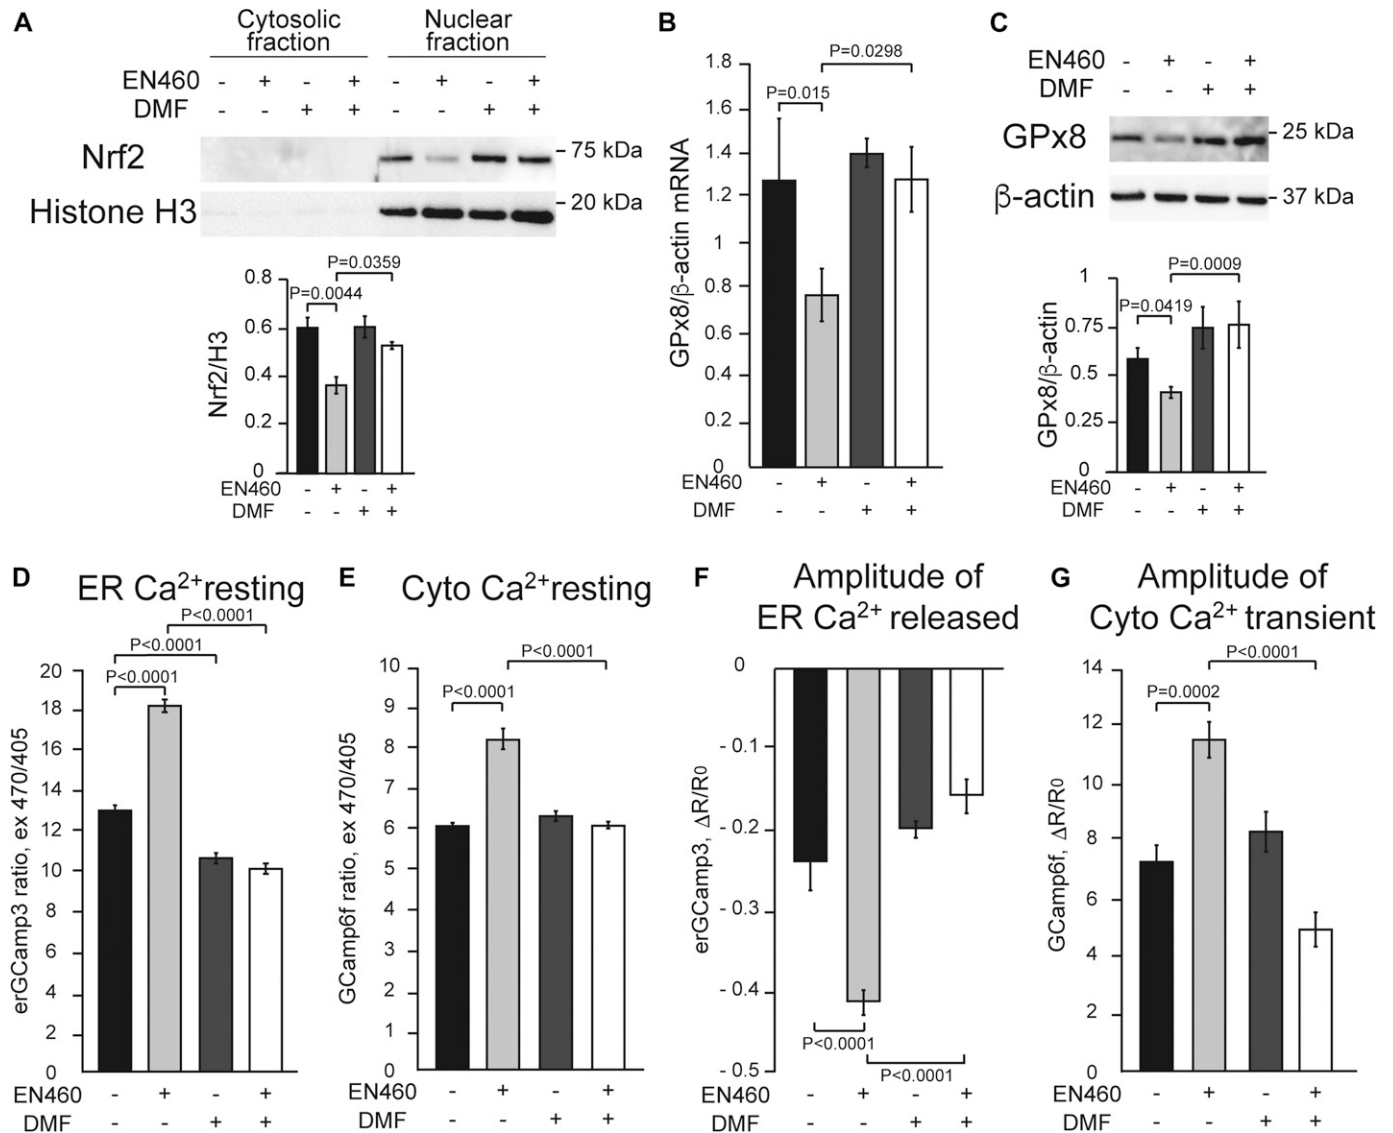 A
Cytosolic fraction
Nuclear fraction
EN460 - + - + - + - +
DMF - - + + - - + +
Nrf2
75 kDa
Histone H3
20 kDa
P=0.0359
P=0.0044
0.8
0.6
0.4
0.2
0
Nrf2/H3
EN460 - + - +
DMF - - + +
B
P=0.0298
P=0.015
1.8
1.6
1.4
1.2
1
0.8
0.6
0.4
0.2
0
GPx8/β-actin mRNA
EN460 - + - +
DMF - - + +
C
EN460 - + - +
DMF - - + +
GPx8
25 kDa
β-actin
37 kDa
P=0.0009
P=0.0419
1
0.75
0.5
0.25
0
GPx8/β-actin
EN460 - + - +
DMF - - + +
D
ER Ca2+resting
P<0.0001
P<0.0001
P<0.0001
20
18
16
14
12
10
8
6
4
2
0
erGCamp3 ratio, ex 470/405
EN460 - + - +
DMF - - + +
E
Cyto Ca2+resting
P<0.0001
P<0.0001
10
9
8
7
6
5
4
3
2
1
0
GCamp6f ratio, ex 470/405
- + - +
- - + +
F
Amplitude of
ER Ca2+ released
0
- 0.1
- 0.2
- 0.3
- 0.4
- 0.5
erGCamp3, ΔR/R0
P<0.0001
P<0.0001
EN460 - + - +
DMF - - + +
G
Amplitude of
Cyto Ca2+ transient
P<0.0001
P=0.0002
14
12
10
8
6
4
2
0
GCamp6f, ΔR/R0
EN460 - + - +
DMF - - + +